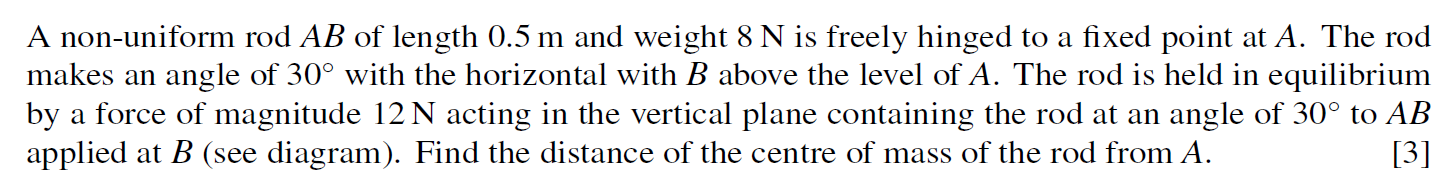 A non-uniform rod AB of length 0.5 m and weight 8 N is freely hinged to a fixed point at A. The rod
makes an angle of 30° with the horizontal with B above the level of A. The rod is held in equilibrium
by a force of magnitude 12 N acting in the vertical plane containing the rod at an angle of 30° to AB
applied at B (see diagram). Find the distance of the centre of mass of the rod from A. [3]